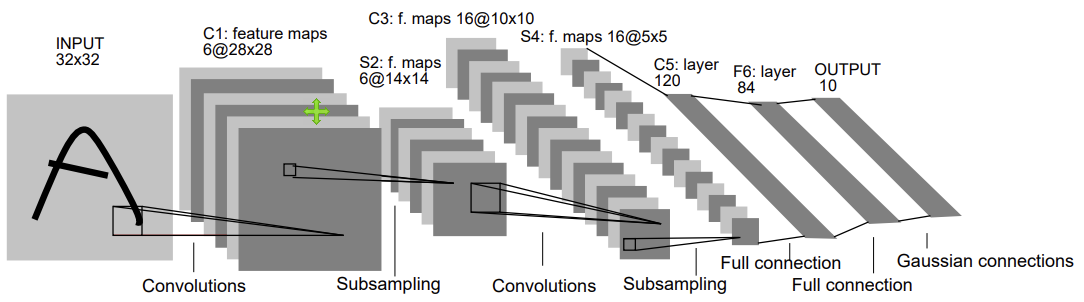 INPUT
32x32
C1: feature maps
6@28x28
S2: f. maps
6@14x14
C3: f. maps 16@10x10
S4: f. maps 16@5x5
C5: layer
120
F6: layer
84
OUTPUT
10
Convolutions
Subsampling
Convolutions
Subsampling
Full connection
Full connection
Gaussian connections